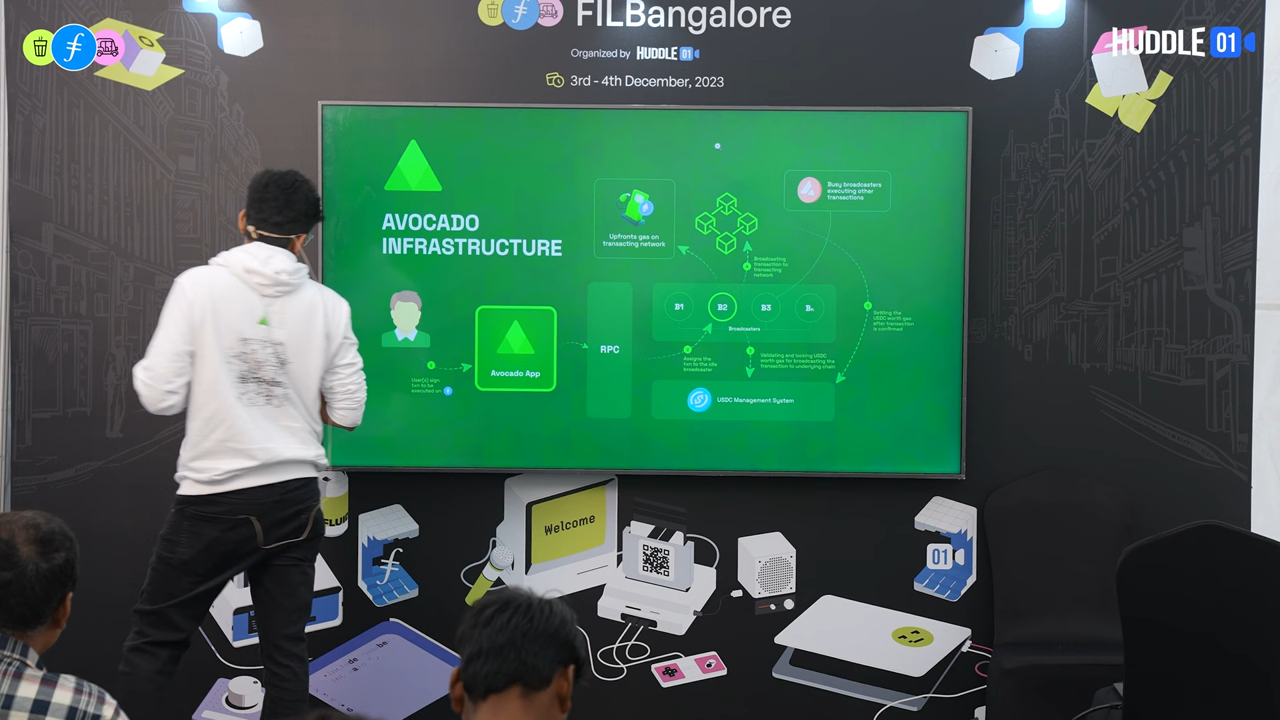 FILBangalore
Organized by HUDDLE 01
3rd - 4th December, 2023
HUDDLE 01
AVOCADO
INFRASTRUCTURE
Upfronts gas on
transacting network
Busy broadcasters
executing other
transactions
Broadcasting
transaction to
transacting
network
B1
B2
B3
Bn
Broadcasters
Settling the
USDC worth gas
after transaction
is confirmed
RPC
Avocado App
User(s) sign
txn to be
executed on
Assigns the
txn to the idle
broadcaster
Validating and locking USDC
worth gas for broadcasting the
transaction to underlying chain
USDC Management System
Welcome
01